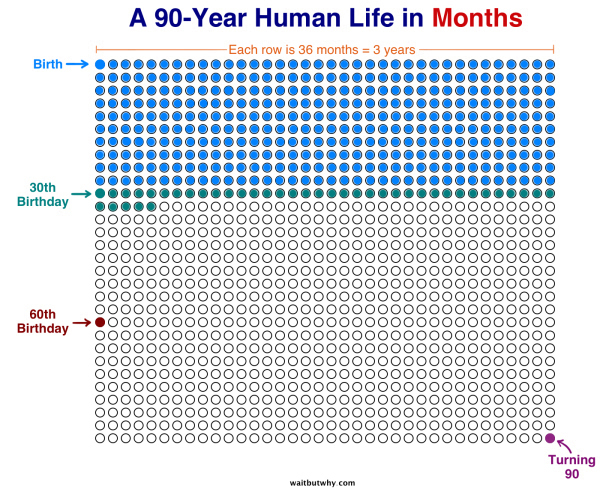 A 90-Year Human Life in Months
Each row is 36 months = 3 years
Birth
30th
Birthday
60th
Birthday
Turning
90
waitbutwhy.com